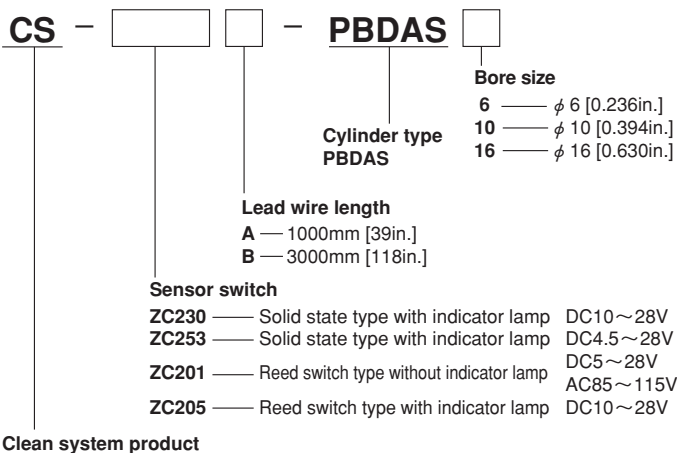 CS - - PBDAS
Bore size
6 φ 6 [0.236in.]
10 φ 10 [0.394in.]
16 φ 16 [0.630in.]
Cylinder type
PBDAS
Lead wire length
A 1000mm [39in.]
B 3000mm [118in.]
Sensor switch
ZC230 Solid state type with indicator lamp DC10～28V
ZC253 Solid state type with indicator lamp DC4.5～28V
ZC201 Reed switch type without indicator lamp DC5～28V
AC85～115V
ZC205 Reed switch type with indicator lamp DC10～28V
Clean system product